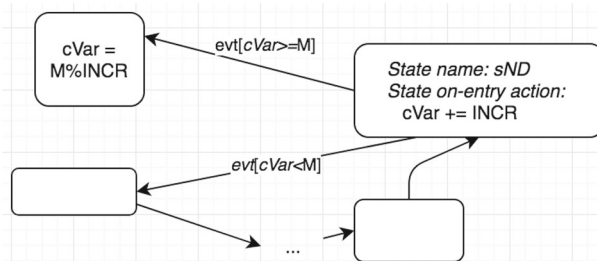 cVar =
M%INCR
evt[cVar>=M]
State name: sND
State on-entry action:
cVar += INCR
evt[cVar<M]
...